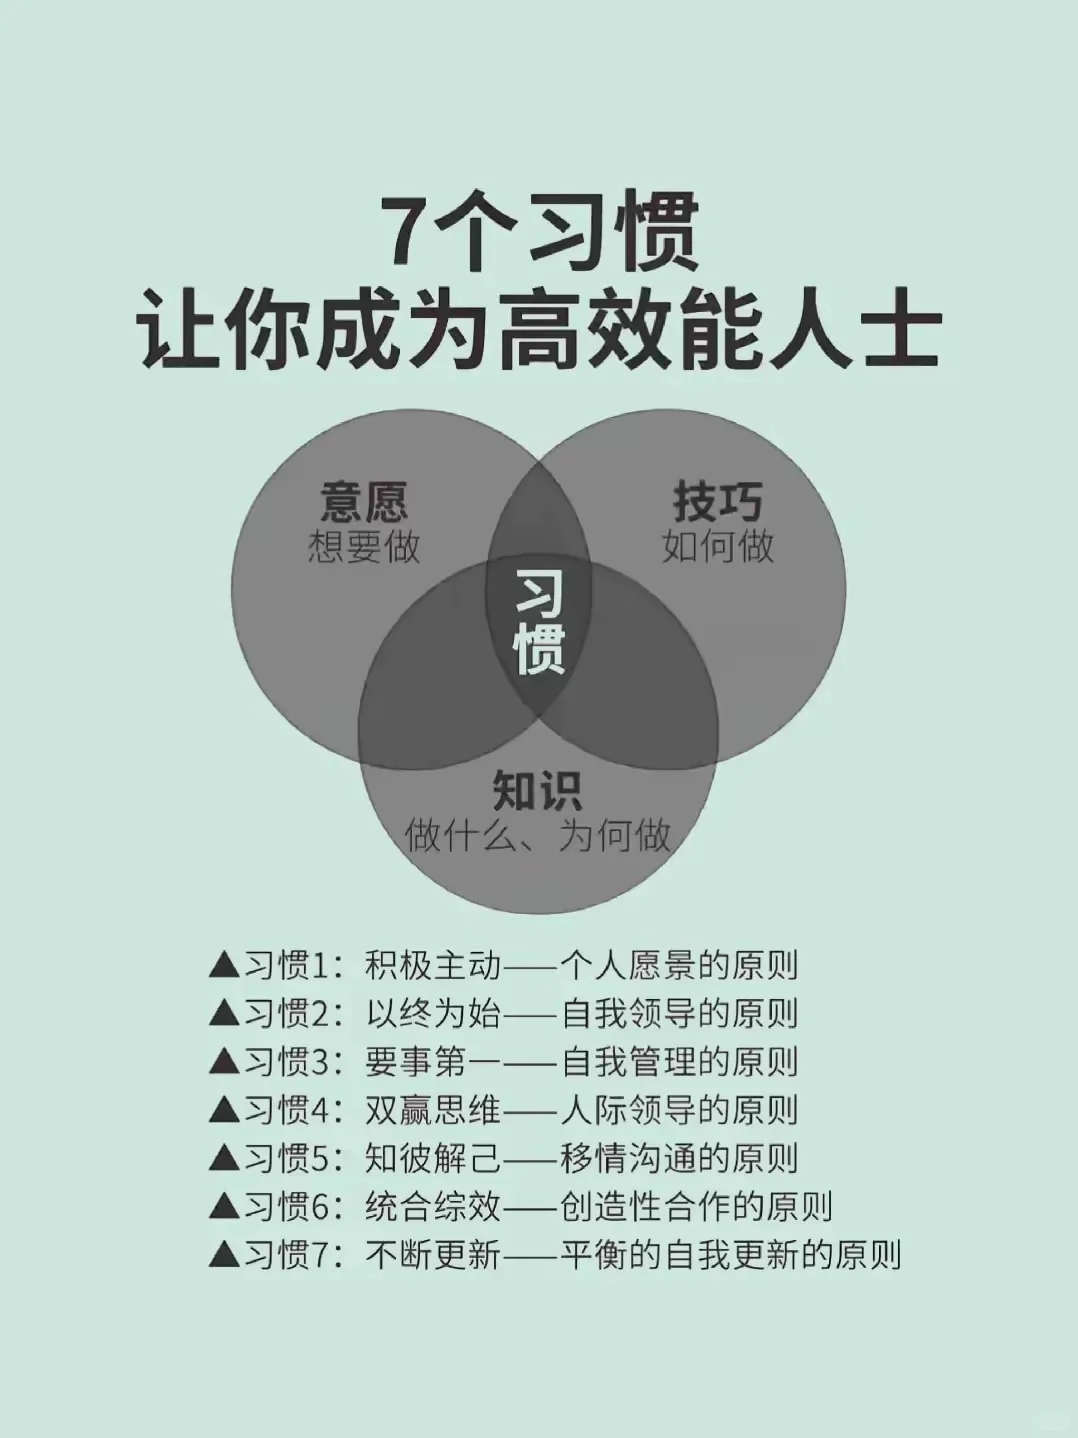 7个习惯
让你成为高效能人士
意愿
想要做
技巧
如何做
习惯
知识
做什么、为何做
▲习惯1：积极主动——个人愿景的原则
▲习惯2：以终为始——自我领导的原则
▲习惯3：要事第一——自我管理的原则
▲习惯4：双赢思维——人际领导的原则
▲习惯5：知彼解己——移情沟通的原则
▲习惯6：统合综效——创造性合作的原则
▲习惯7：不断更新——平衡的自我更新的原则